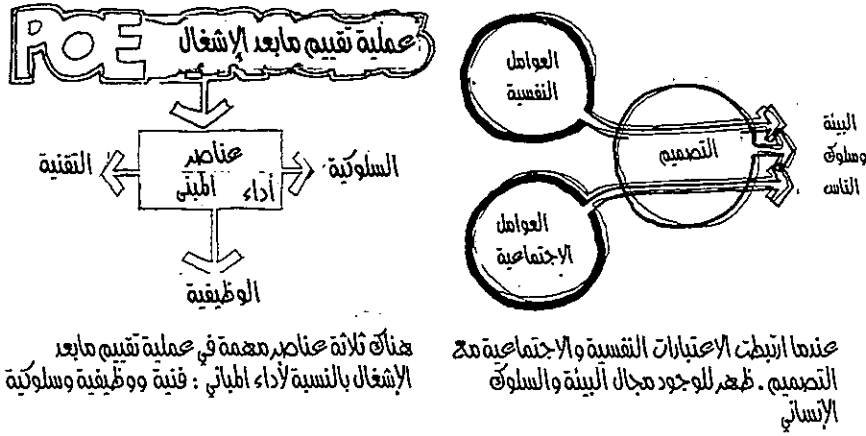 العوامل
النفسية
التصميم
البيئة
وسلوك
الناس
العوامل
الاجتماعية
عندما ارتبطت الاعتبارات النفسية والاجتماعية مع
التصميم . ظهر للوجود مجال البيئة والسلوك
الإنساني
POE عملية تقييم مابعد الإشغال
عناصر
أداء المبنى
السلوكية
التقنية
الوظيفية
هناك ثلاثة عناصر مهمة في عملية تقييم مابعد
الإشغال بالنسبة لأداء المباني : فنية ووظيفية وسلوكية